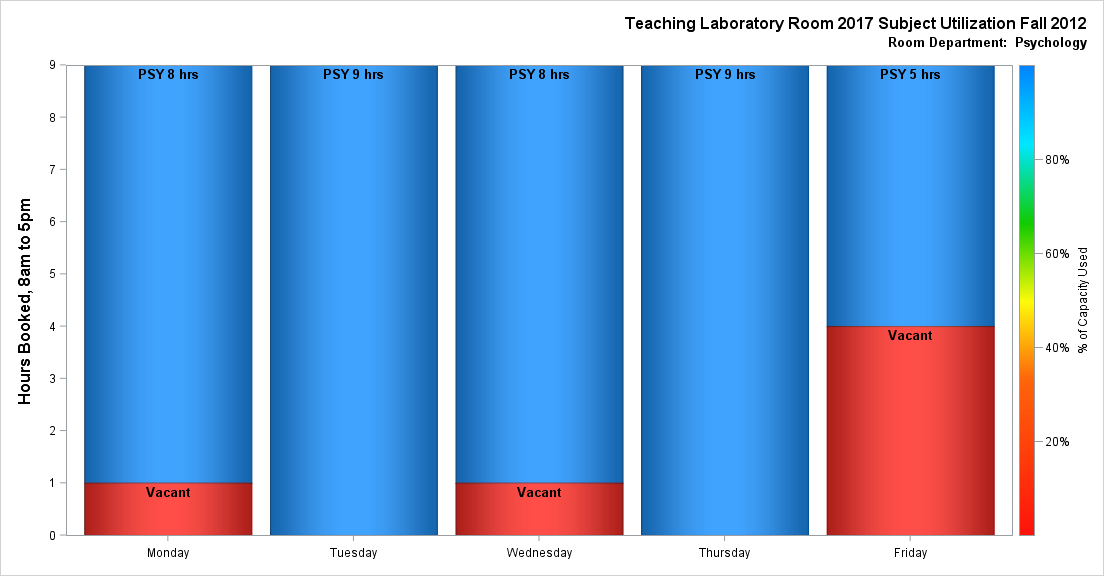 Teaching Laboratory Room 2017 Subject Utilization Fall 2012
Room Department:  Psychology
Hours Booked, 8am to 5pm
9
8
7
6
5
4
3
2
1
0
PSY 8 hrs
PSY 9 hrs
PSY 8 hrs
PSY 9 hrs
PSY 5 hrs
Vacant
Vacant
Vacant
Monday
Tuesday
Wednesday
Thursday
Friday
80%
60%
40%
20%
% of Capacity Used